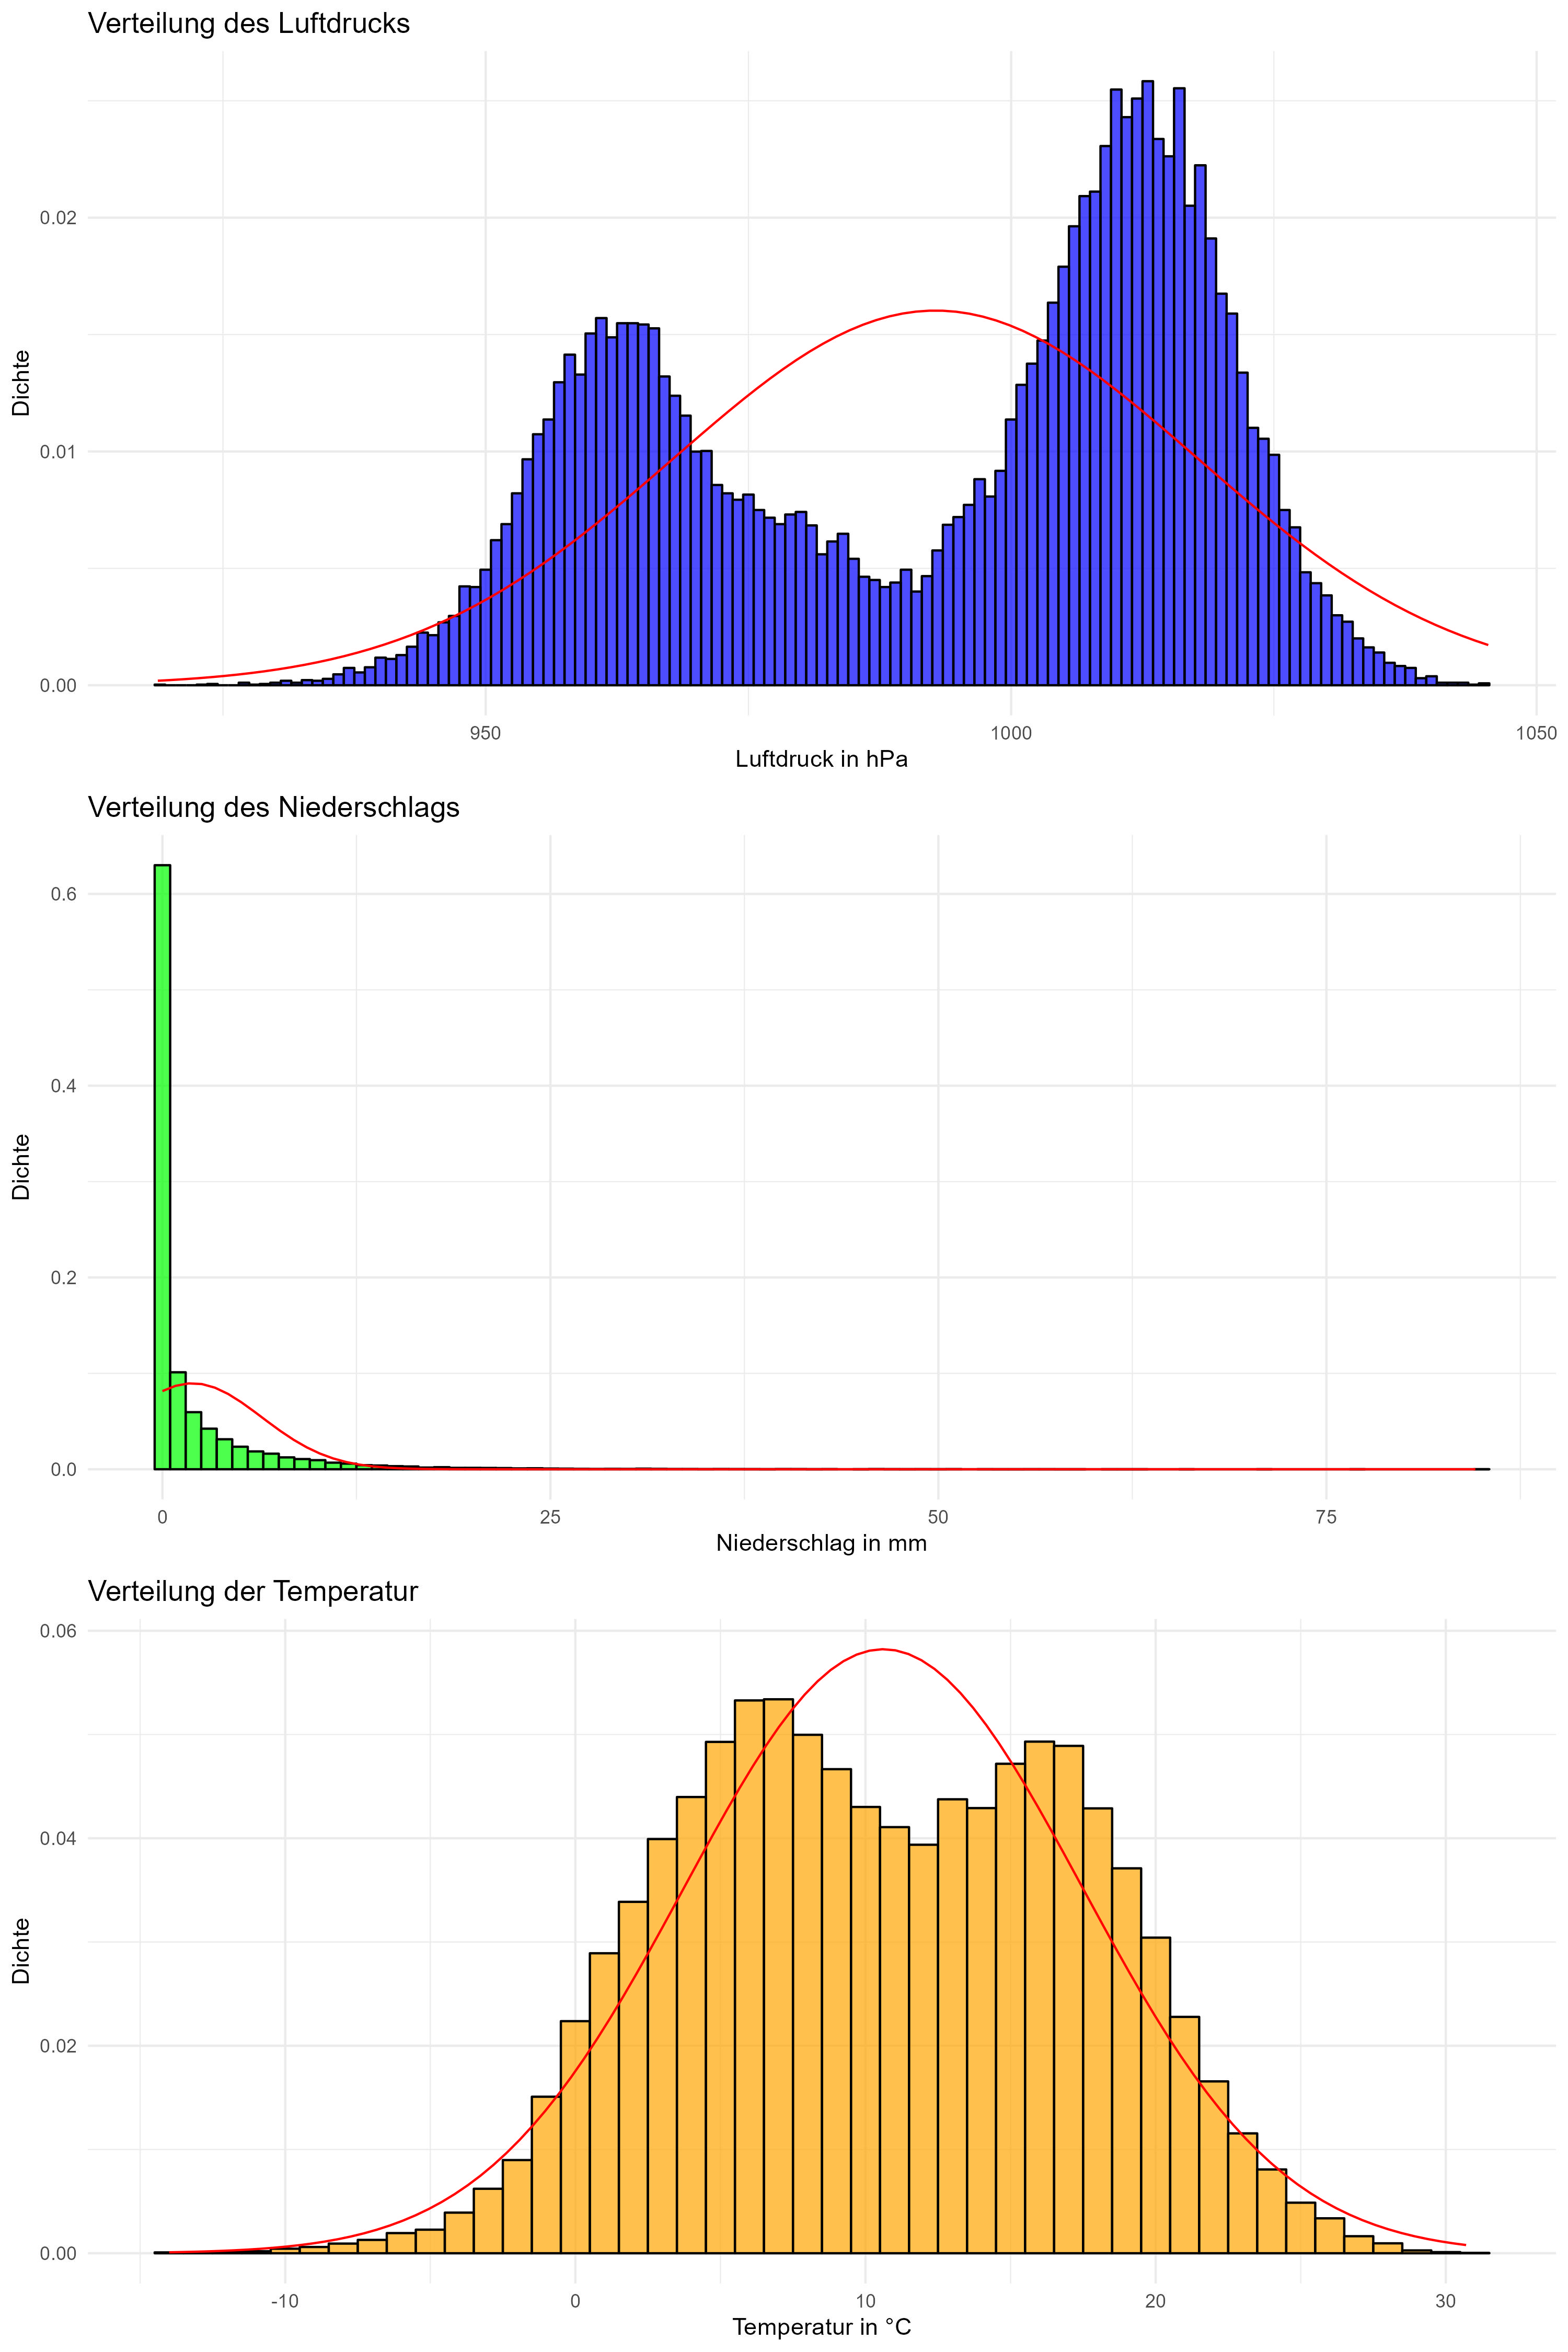 Verteilung des Luftdrucks
Dichte
0.02
0.01
0.00
950
1000
1050
Luftdruck in hPa
Verteilung des Niederschlags
Dichte
0.6
0.4
0.2
0.0
0
25
50
75
Niederschlag in mm
Verteilung der Temperatur
Dichte
0.06
0.04
0.02
0.00
-10
0
10
20
30
Temperatur in °C